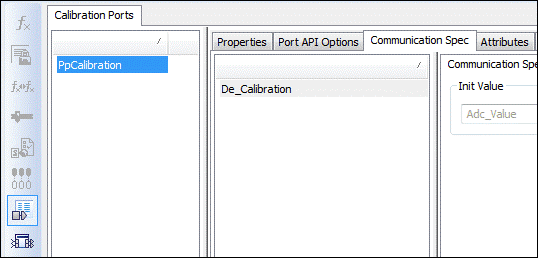 Calibration Ports
Properties
Port API Options
Communication Spec
Attributes
PpCalibration
De_Calibration
Communication Spe
Init Value
Adc_Value